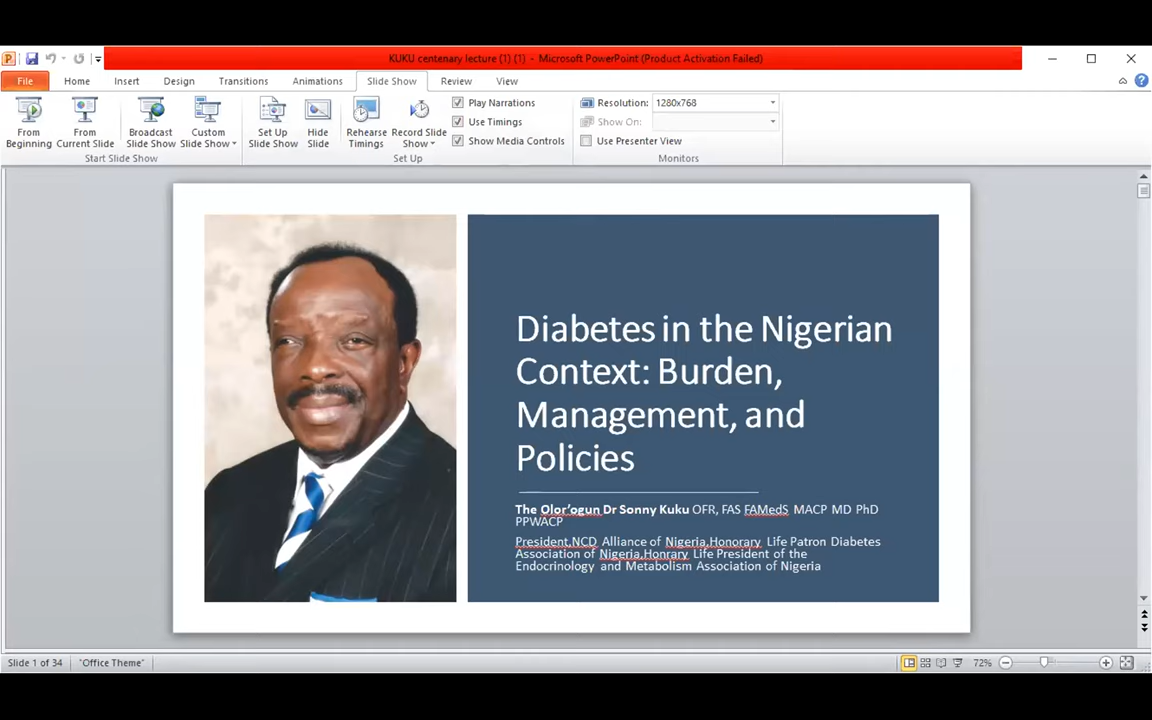 KUKU centenary lecture (1) (1) - Microsoft PowerPoint (Product Activation Failed)
File Home Insert Design Transitions Animations Slide Show Review View
From Beginning
From Current Slide
Broadcast Slide Show
Custom Slide Show
Start Slide Show
Set Up Slide Show
Hide Slide
Rehearse Timings
Record Slide Show
Play Narrations
Use Timings
Show Media Controls
Set Up
Resolution: 1280x768
Show On:
Use Presenter View
Monitors
Diabetes in the Nigerian
Context: Burden,
Management, and
Policies
The Olor'ogun Dr Sonny Kuku OFR, FAS FAMedS MACP MD PhD
PPWACP
President,NCD Alliance of Nigeria,Honorary Life Patron Diabetes
Association of Nigeria,Honrary Life President of the
Endocrinology and Metabolism Association of Nigeria
Slide 1 of 34 "Office Theme" 72%